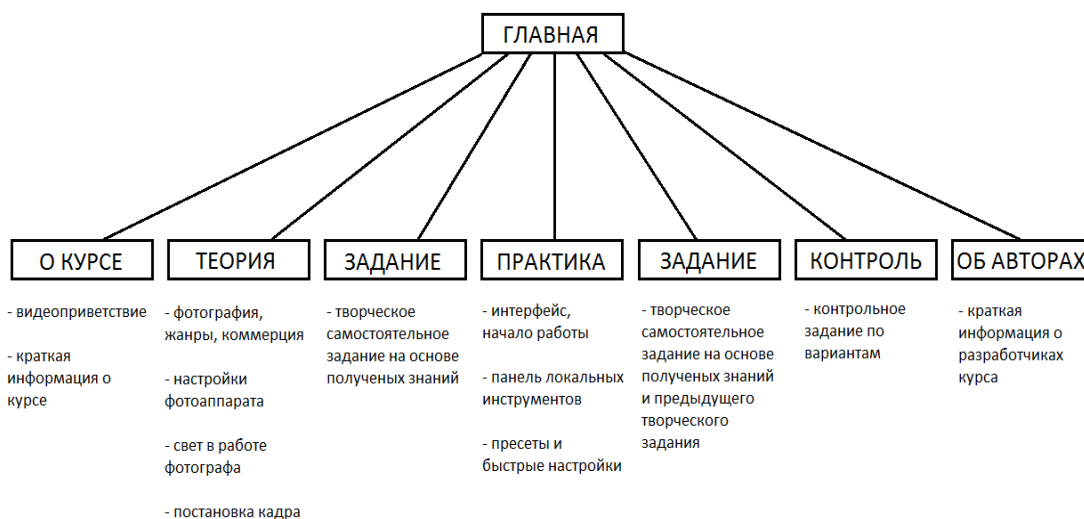 ГЛАВНАЯ
О КУРСЕ
ТЕОРИЯ
ЗАДАНИЕ
ПРАКТИКА
ЗАДАНИЕ
КОНТРОЛЬ
ОБ АВТОРАХ
- видеоприветствие
- краткая
информация о
курсе
- фотография,
жанры, коммерция
- настройки
фотоаппарата
- свет в работе
фотографа
- постановка кадра
- творческое
самостоятельное
задание на основе
полученых знаний
- интерфейс,
начало работы
- панель локальных
инструментов
- пресеты и
быстрые настройки
- творческое
самостоятельное
задание на основе
полученых знаний
и предыдущего
творческого
задания
- контрольное
задание по
вариантам
- краткая
информация о
разработчиках
курса